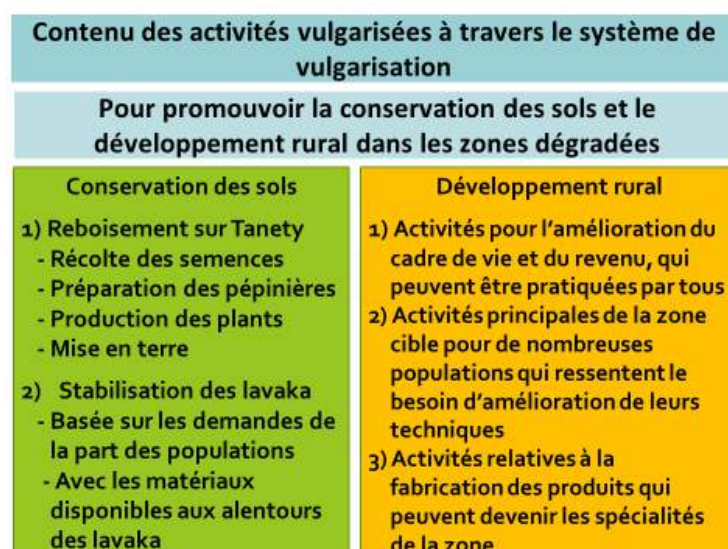 Contenu des activités vulgarisées à travers le système de
vulgarisation
Pour promouvoir la conservation des sols et le
développement rural dans les zones dégradées
Conservation des sols
1) Reboisement sur Tanety
- Récolte des semences
- Préparation des pépinières
- Production des plants
- Mise en terre
2) Stabilisation des lavaka
- Basée sur les demandes de
la part des populations
- Avec les matériaux
disponibles aux alentours
des lavaka
Développement rural
1) Activités pour l'amélioration du
cadre de vie et du revenu, qui
peuvent être pratiquées par tous
2) Activités principales de la zone
cible pour de nombreuses
populations qui ressentent le
besoin d'amélioration de leurs
techniques
3) Activités relatives à la
fabrication des produits qui
peuvent devenir les spécialités
de la zone